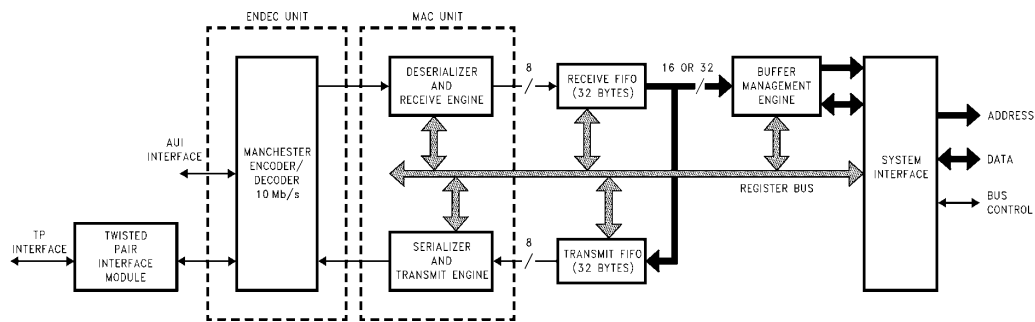 ENDEC UNIT
MAC UNIT
DESERIALIZER
AND
RECEIVE ENGINE
8
RECEIVE FIFO
(32 BYTES)
16 OR 32
BUFFER
MANAGEMENT
ENGINE
ADDRESS
AUI
INTERFACE
MANCHESTER
ENCODER/
DECODER
10 Mb/s
REGISTER BUS
SYSTEM
INTERFACE
DATA
BUS
CONTROL
TP
INTERFACE
TWISTED
PAIR
INTERFACE
MODULE
SERIALIZER
AND
TRANSMIT ENGINE
8
TRANSMIT FIFO
(32 BYTES)